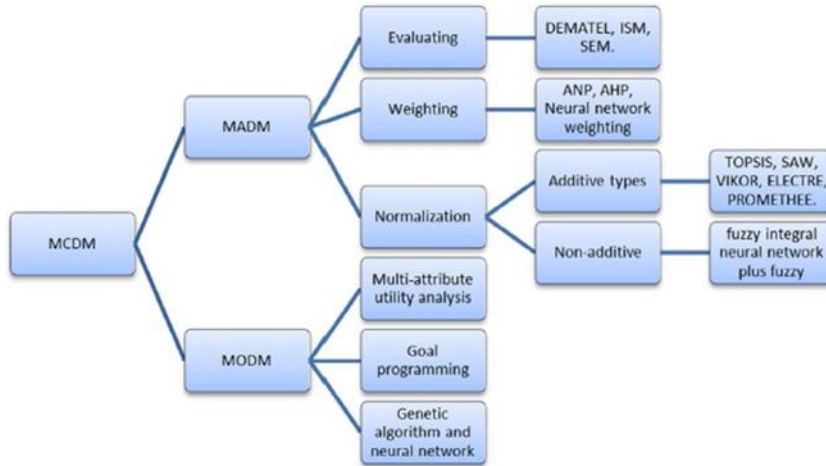 MCDM
MADM
MODM
Evaluating
DEMATEL, ISM,
SEM.
Weighting
ANP, AHP,
Neural network
weighting
Normalization
Additive types
TOPSIS, SAW,
VIKOR, ELECTRE,
PROMETHEE.
Non-additive
fuzzy integral
neural network
plus fuzzy
Multi-attribute
utility analysis
Goal
programming
Genetic
algorithm and
neural network